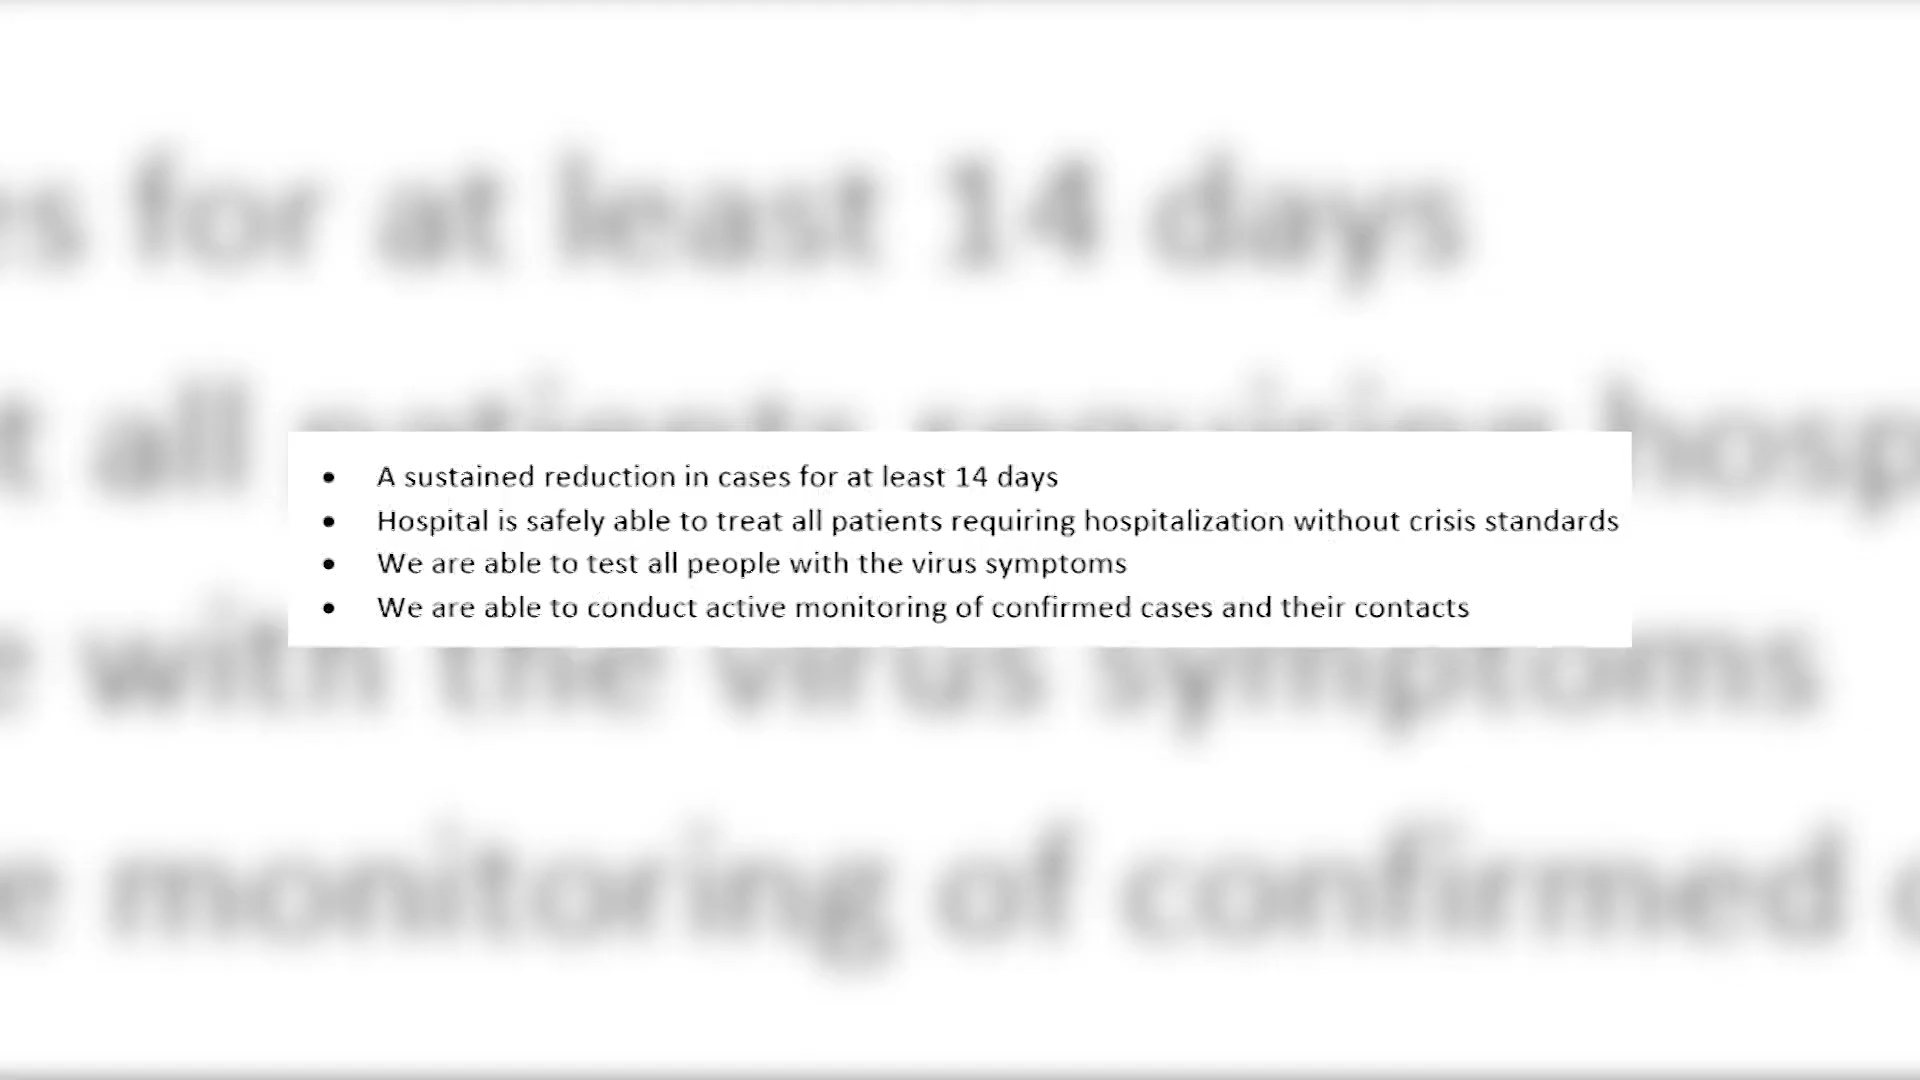 • A sustained reduction in cases for at least 14 days
• Hospital is safely able to treat all patients requiring hospitalization without crisis standards
• We are able to test all people with the virus symptoms
• We are able to conduct active monitoring of confirmed cases and their contacts